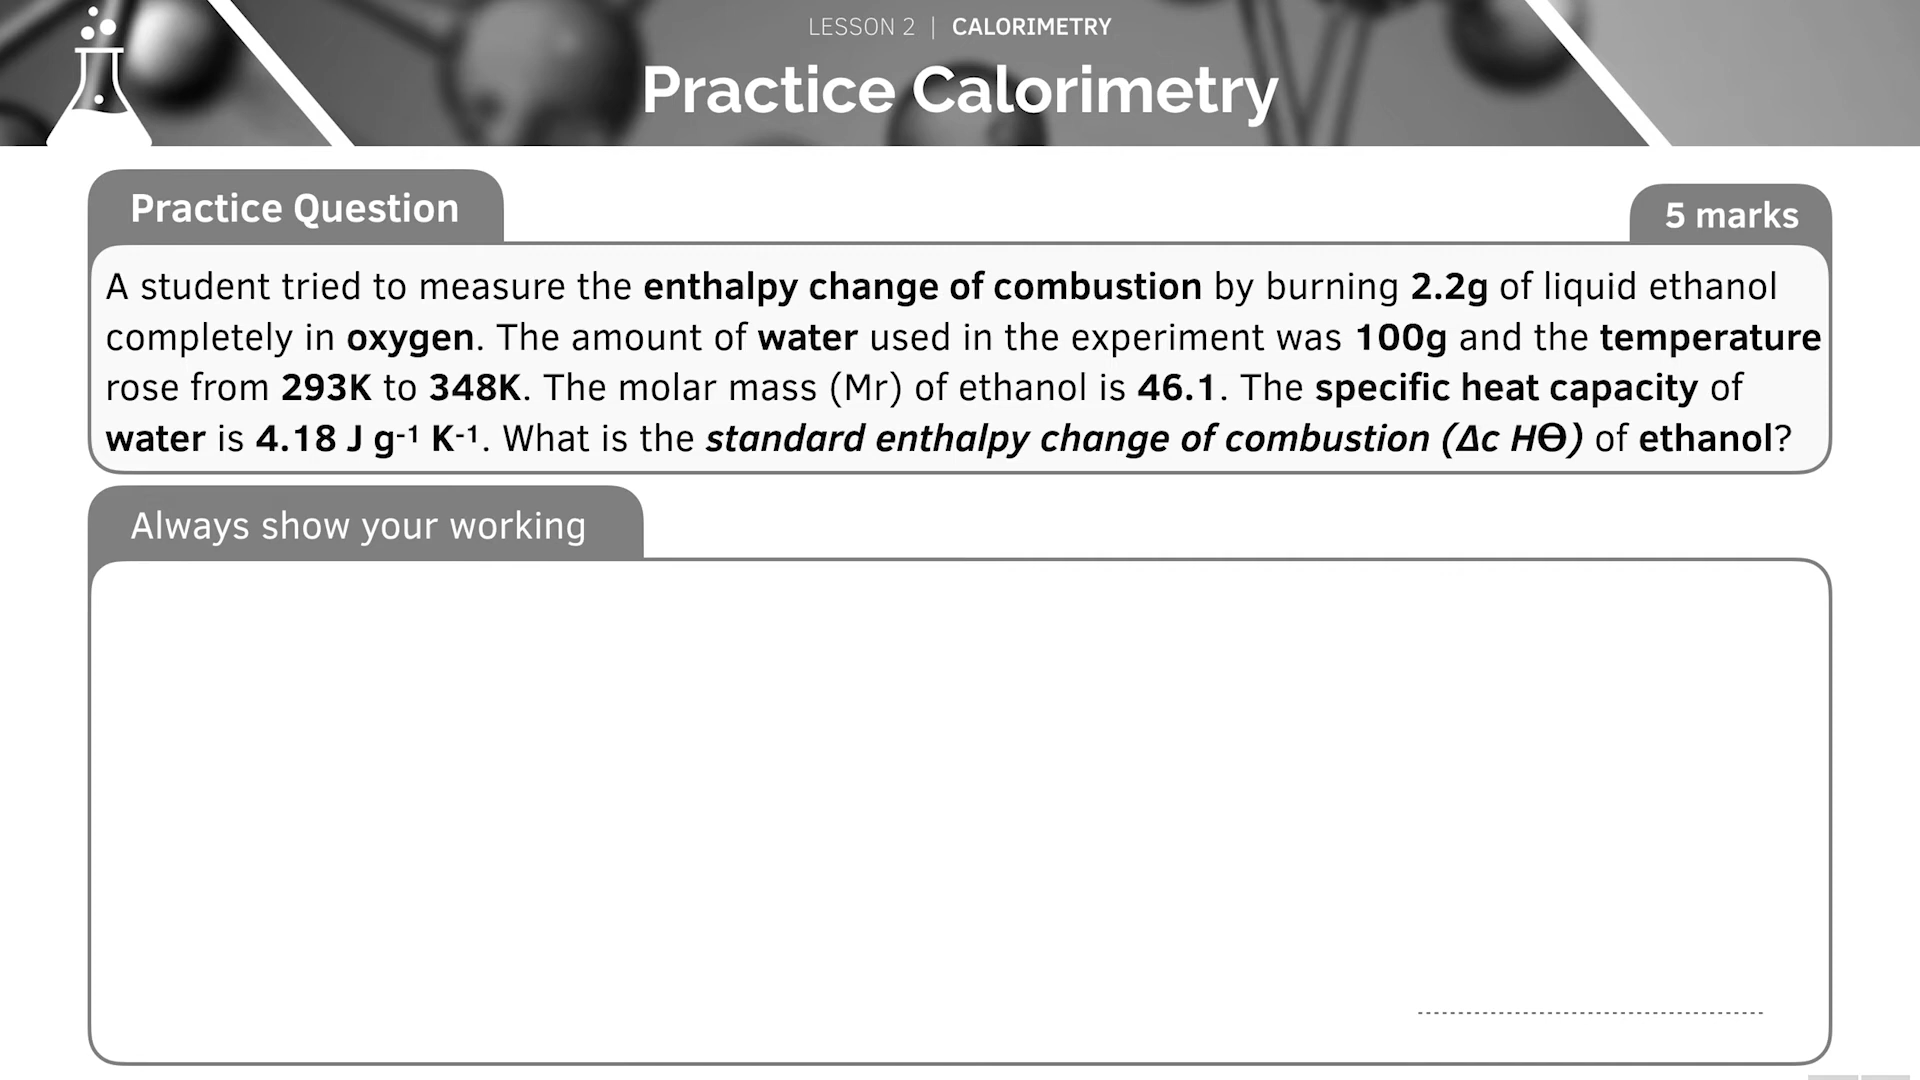 LESSON 2 | CALORIMETRY
Practice Calorimetry
Practice Question
5 marks
A student tried to measure the enthalpy change of combustion by burning 2.2g of liquid ethanol
completely in oxygen. The amount of water used in the experiment was 100g and the temperature
rose from 293K to 348K. The molar mass (Mr) of ethanol is 46.1. The specific heat capacity of
water is 4.18 J g-¹ K-¹. What is the standard enthalpy change of combustion (Δc HƟ) of ethanol?
Always show your working